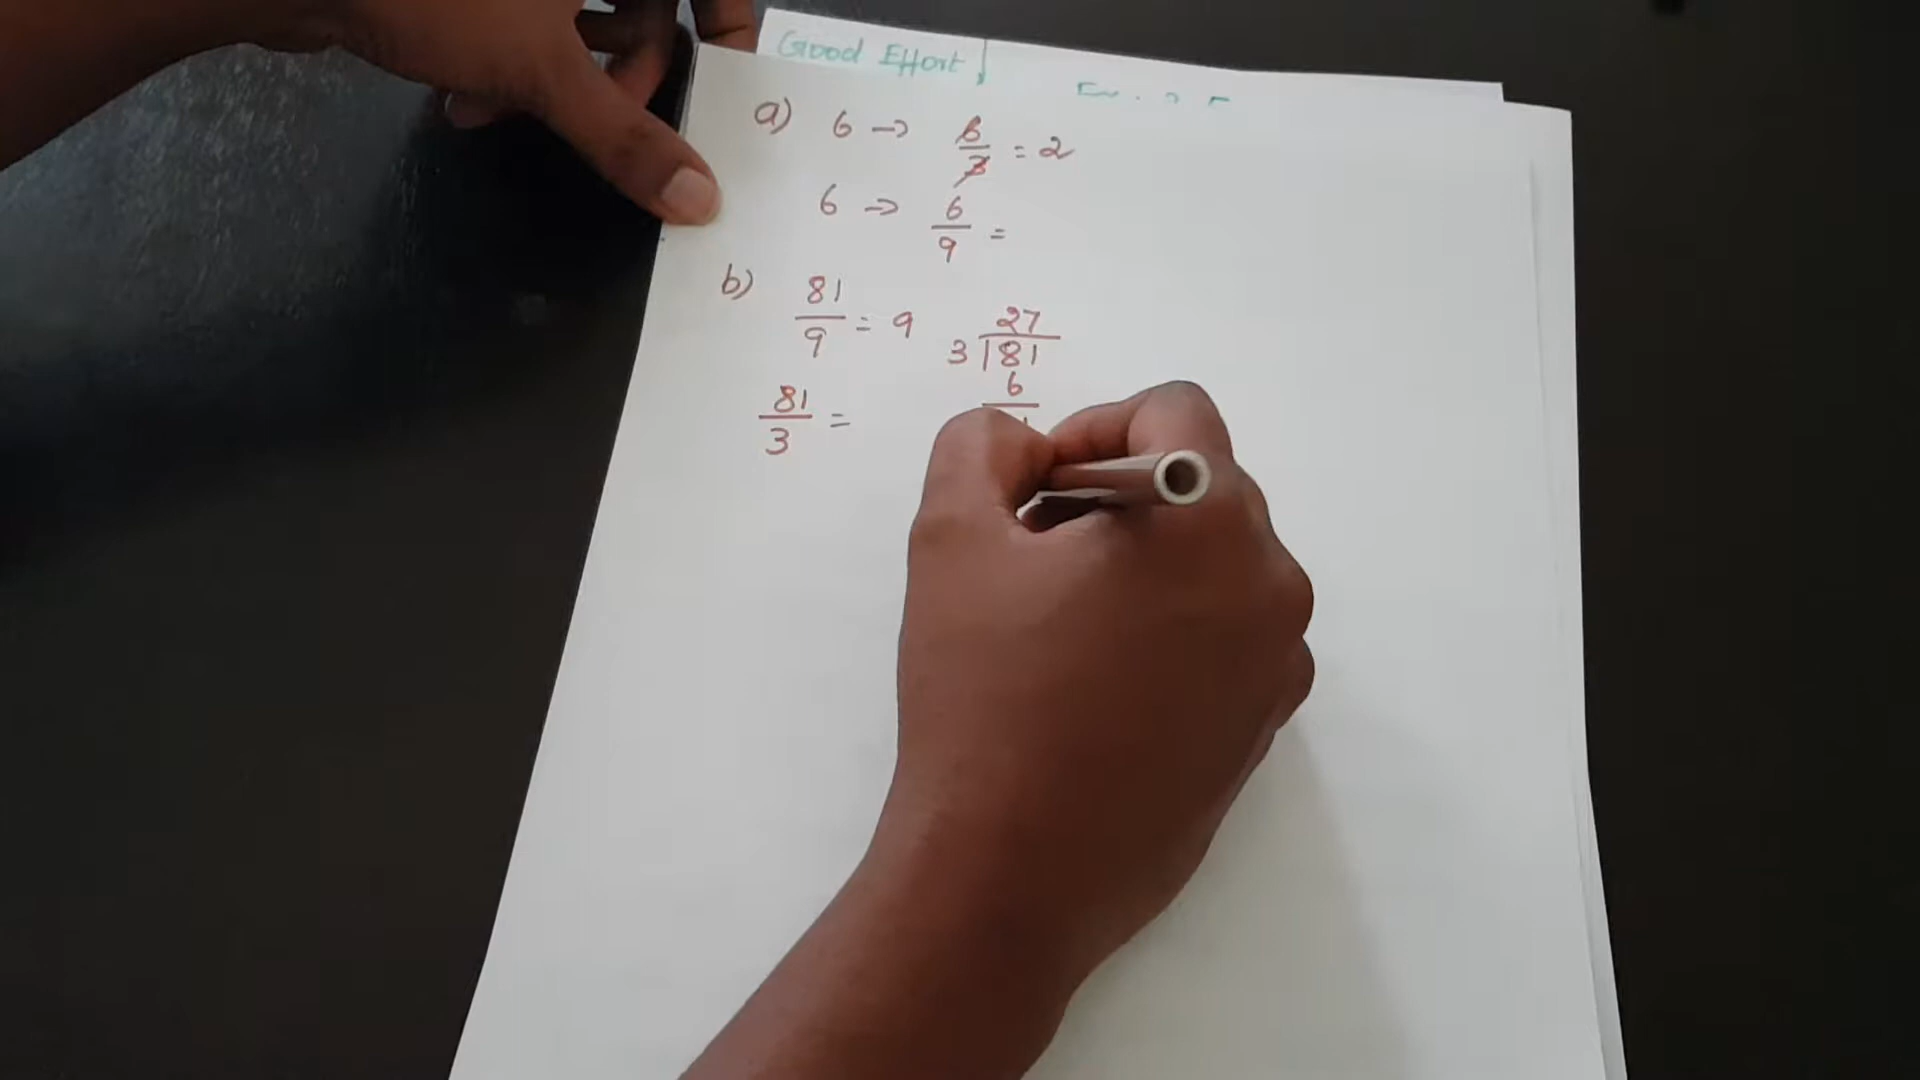 Good Effort!
a) 6 → 6/3 = 2
6 → 6/9 =
b) 81/9 = 9
27
3 | 81
6
81/3 =